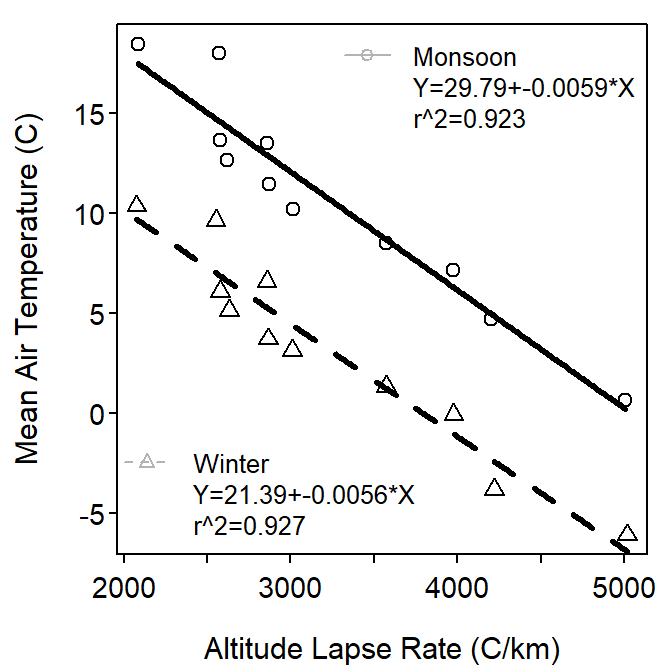 Monsoon
Y=29.79+-0.0059*X
r^2=0.923
Mean Air Temperature (C)
15
10
5
0
-5
Winter
Y=21.39+-0.0056*X
r^2=0.927
2000 3000 4000 5000
Altitude Lapse Rate (C/km)